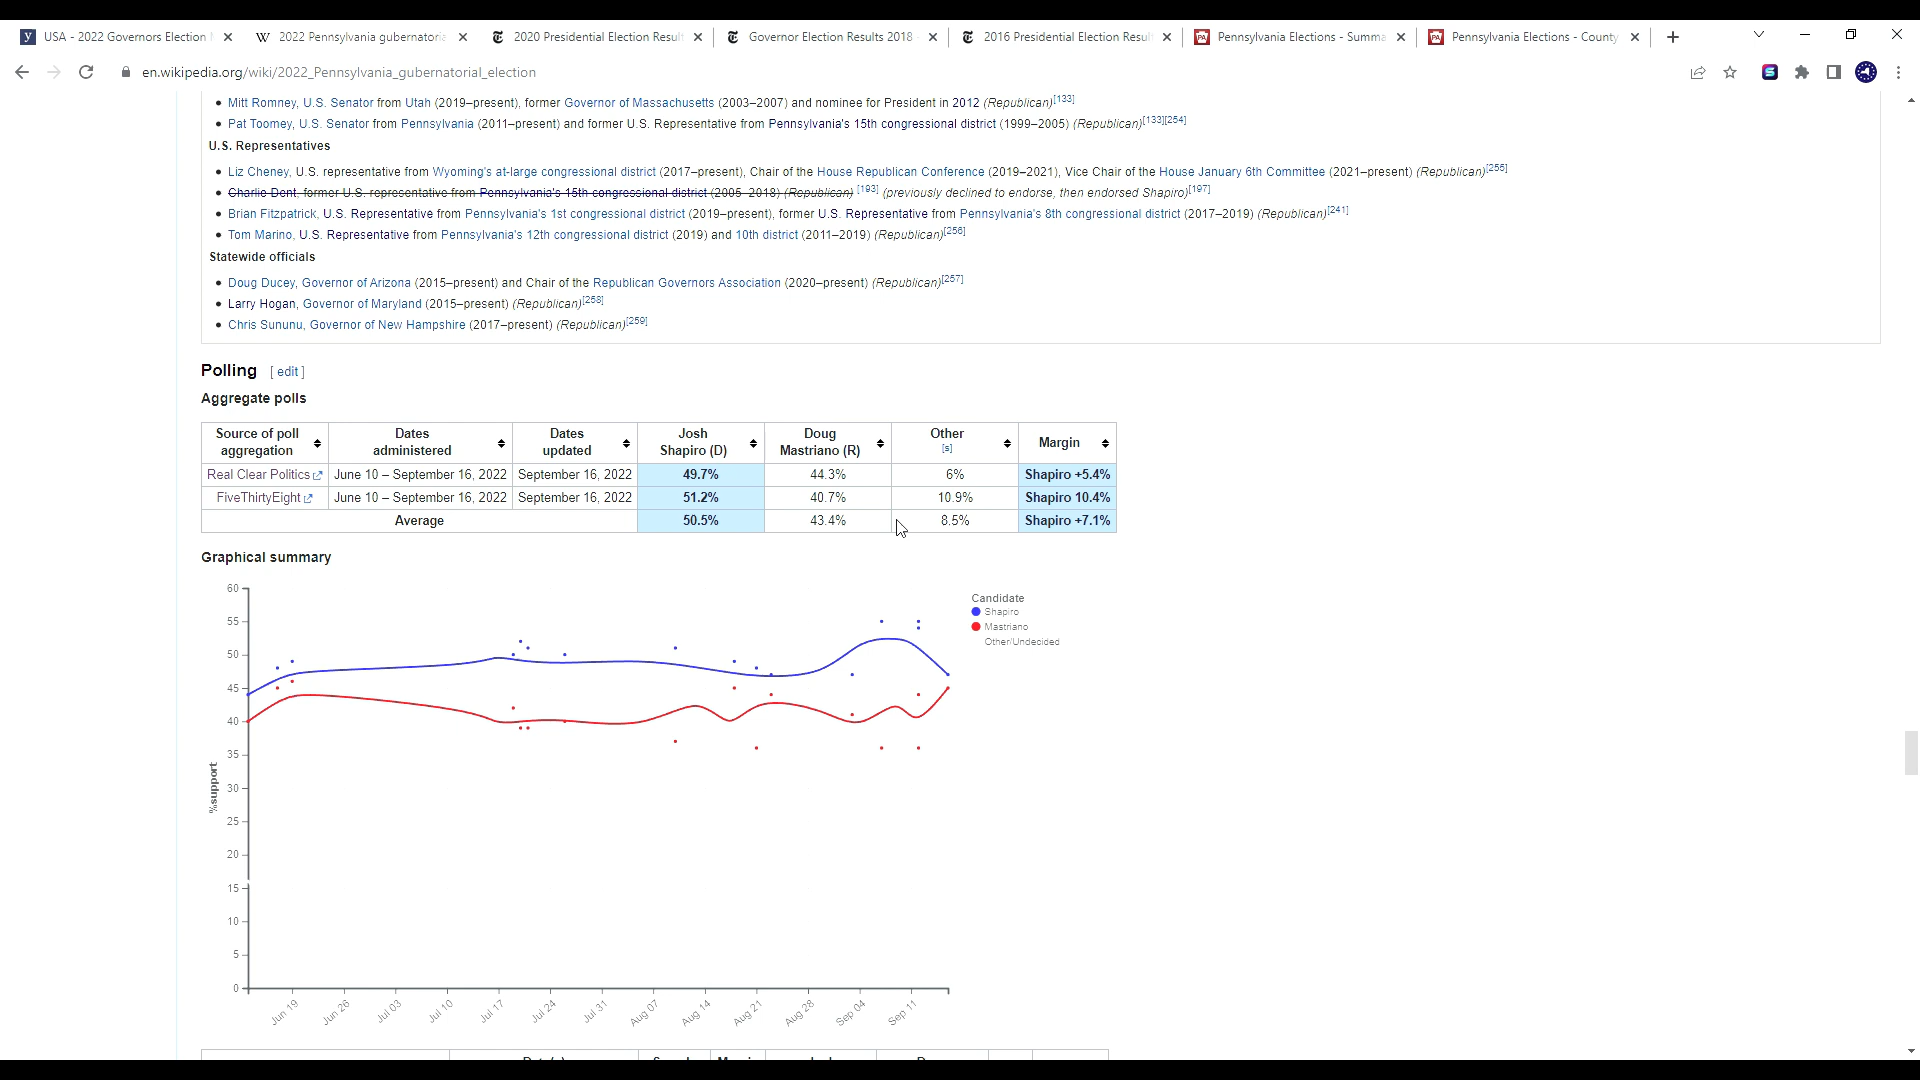 USA - 2022 Governors Election
2022 Pennsylvania gubernatoria
2020 Presidential Election Result
Governor Election Results 2018
2016 Presidential Election Result
Pennsylvania Elections - Summa
Pennsylvania Elections - County
en.wikipedia.org/wiki/2022_Pennsylvania_gubernatorial_election
• Mitt Romney, U.S. Senator from Utah (2019–present), former Governor of Massachusetts (2003–2007) and nominee for President in 2012 (Republican)[133]
• Pat Toomey, U.S. Senator from Pennsylvania (2011–present) and former U.S. Representative from Pennsylvania's 15th congressional district (1999–2005) (Republican)[133][254]
U.S. Representatives
• Liz Cheney, U.S. representative from Wyoming's at-large congressional district (2017–present), Chair of the House Republican Conference (2019–2021), Vice Chair of the House January 6th Committee (2021–present) (Republican)[255]
• Charlie Dent, former U.S. representative from Pennsylvania's 15th congressional district (2005–2018) (Republican) [193] (previously declined to endorse, then endorsed Shapiro)[197]
• Brian Fitzpatrick, U.S. Representative from Pennsylvania's 1st congressional district (2019–present), former U.S. Representative from Pennsylvania's 8th congressional district (2017–2019) (Republican)[241]
• Tom Marino, U.S. Representative from Pennsylvania's 12th congressional district (2019) and 10th district (2011–2019) (Republican)[256]
Statewide officials
• Doug Ducey, Governor of Arizona (2015–present) and Chair of the Republican Governors Association (2020–present) (Republican)[257]
• Larry Hogan, Governor of Maryland (2015–present) (Republican)[258]
• Chris Sununu, Governor of New Hampshire (2017–present) (Republican)[259]
Polling [ edit ]
Aggregate polls
Source of poll aggregation Dates administered Dates updated Josh Shapiro (D) Doug Mastriano (R) Other [s] Margin
Real Clear Politics June 10 – September 16, 2022 September 16, 2022 49.7% 44.3% 6% Shapiro +5.4%
FiveThirtyEight June 10 – September 16, 2022 September 16, 2022 51.2% 40.7% 10.9% Shapiro 10.4%
Average 50.5% 43.4% 8.5% Shapiro +7.1%
Graphical summary
60
55
50
45
40
35
30
25
20
15
10
5
0
%support
Candidate
Shapiro
Mastriano
Other/Undecided
Jun 19 Jun 26 Jul 03 Jul 10 Jul 17 Jul 24 Jul 31 Aug 07 Aug 14 Aug 21 Aug 28 Sep 04 Sep 11